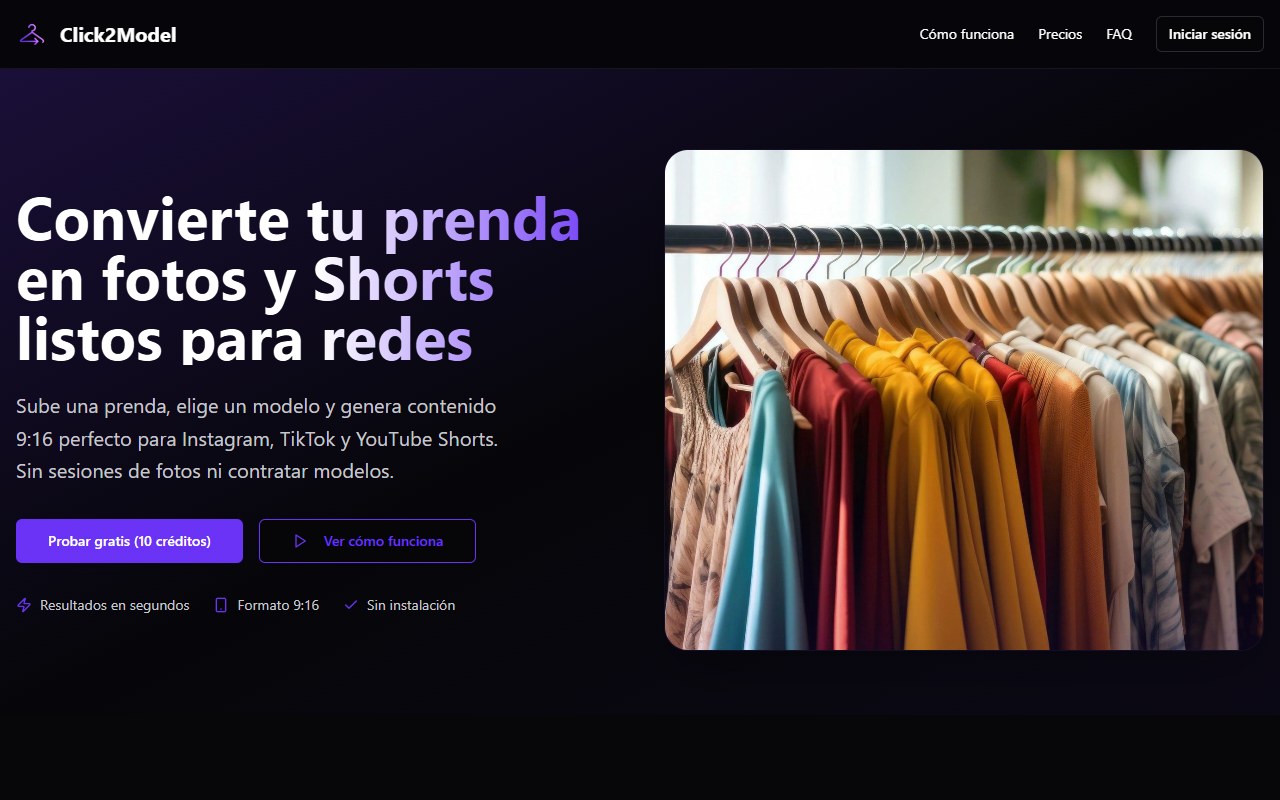 Click2Model
Cómo funciona
Precios
FAQ
Iniciar sesión
Convierte tu prenda
en fotos y Shorts
listos para redes
Sube una prenda, elige un modelo y genera contenido
9:16 perfecto para Instagram, TikTok y YouTube Shorts.
Sin sesiones de fotos ni contratar modelos.
Probar gratis (10 créditos)
Ver cómo funciona
Resultados en segundos
Formato 9:16
Sin instalación